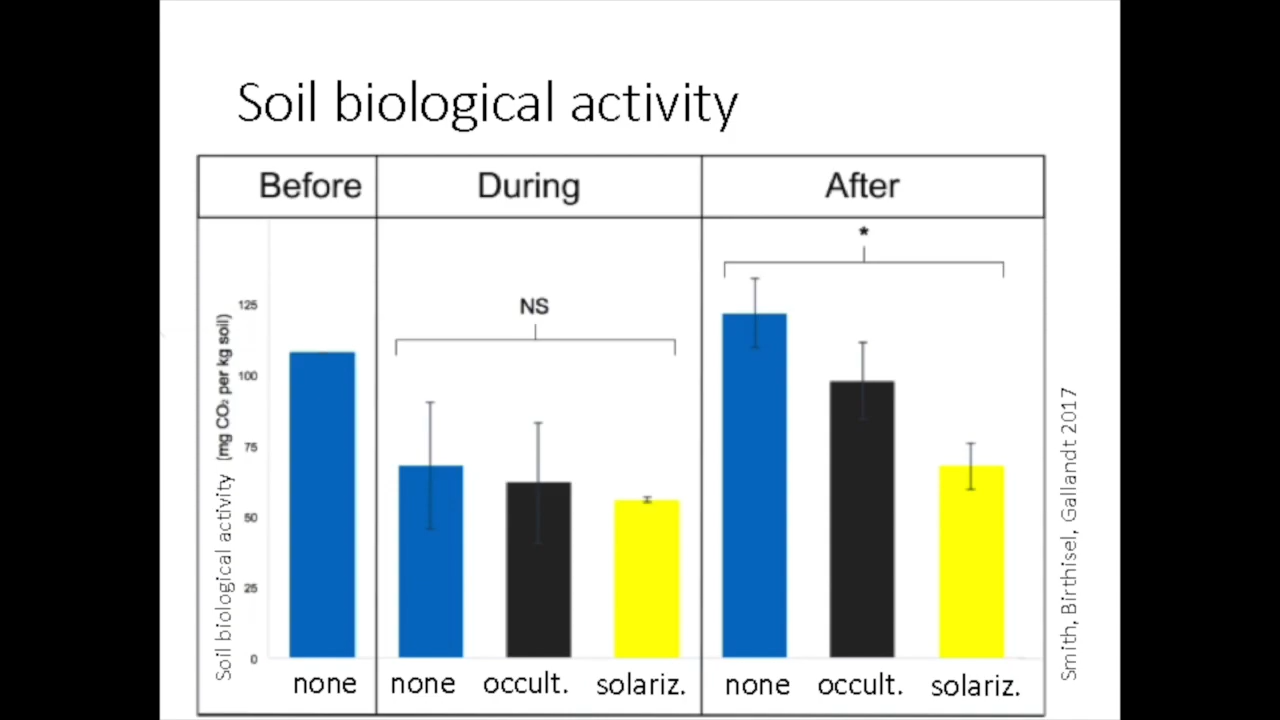 Soil biological activity
Before During After
*
NS
125
100
75
50
25
0
Soil biological activity (mg CO₂ per kg soil)
none none occult. solariz. none occult. solariz.
Smith, Birthisel, Gallandt 2017